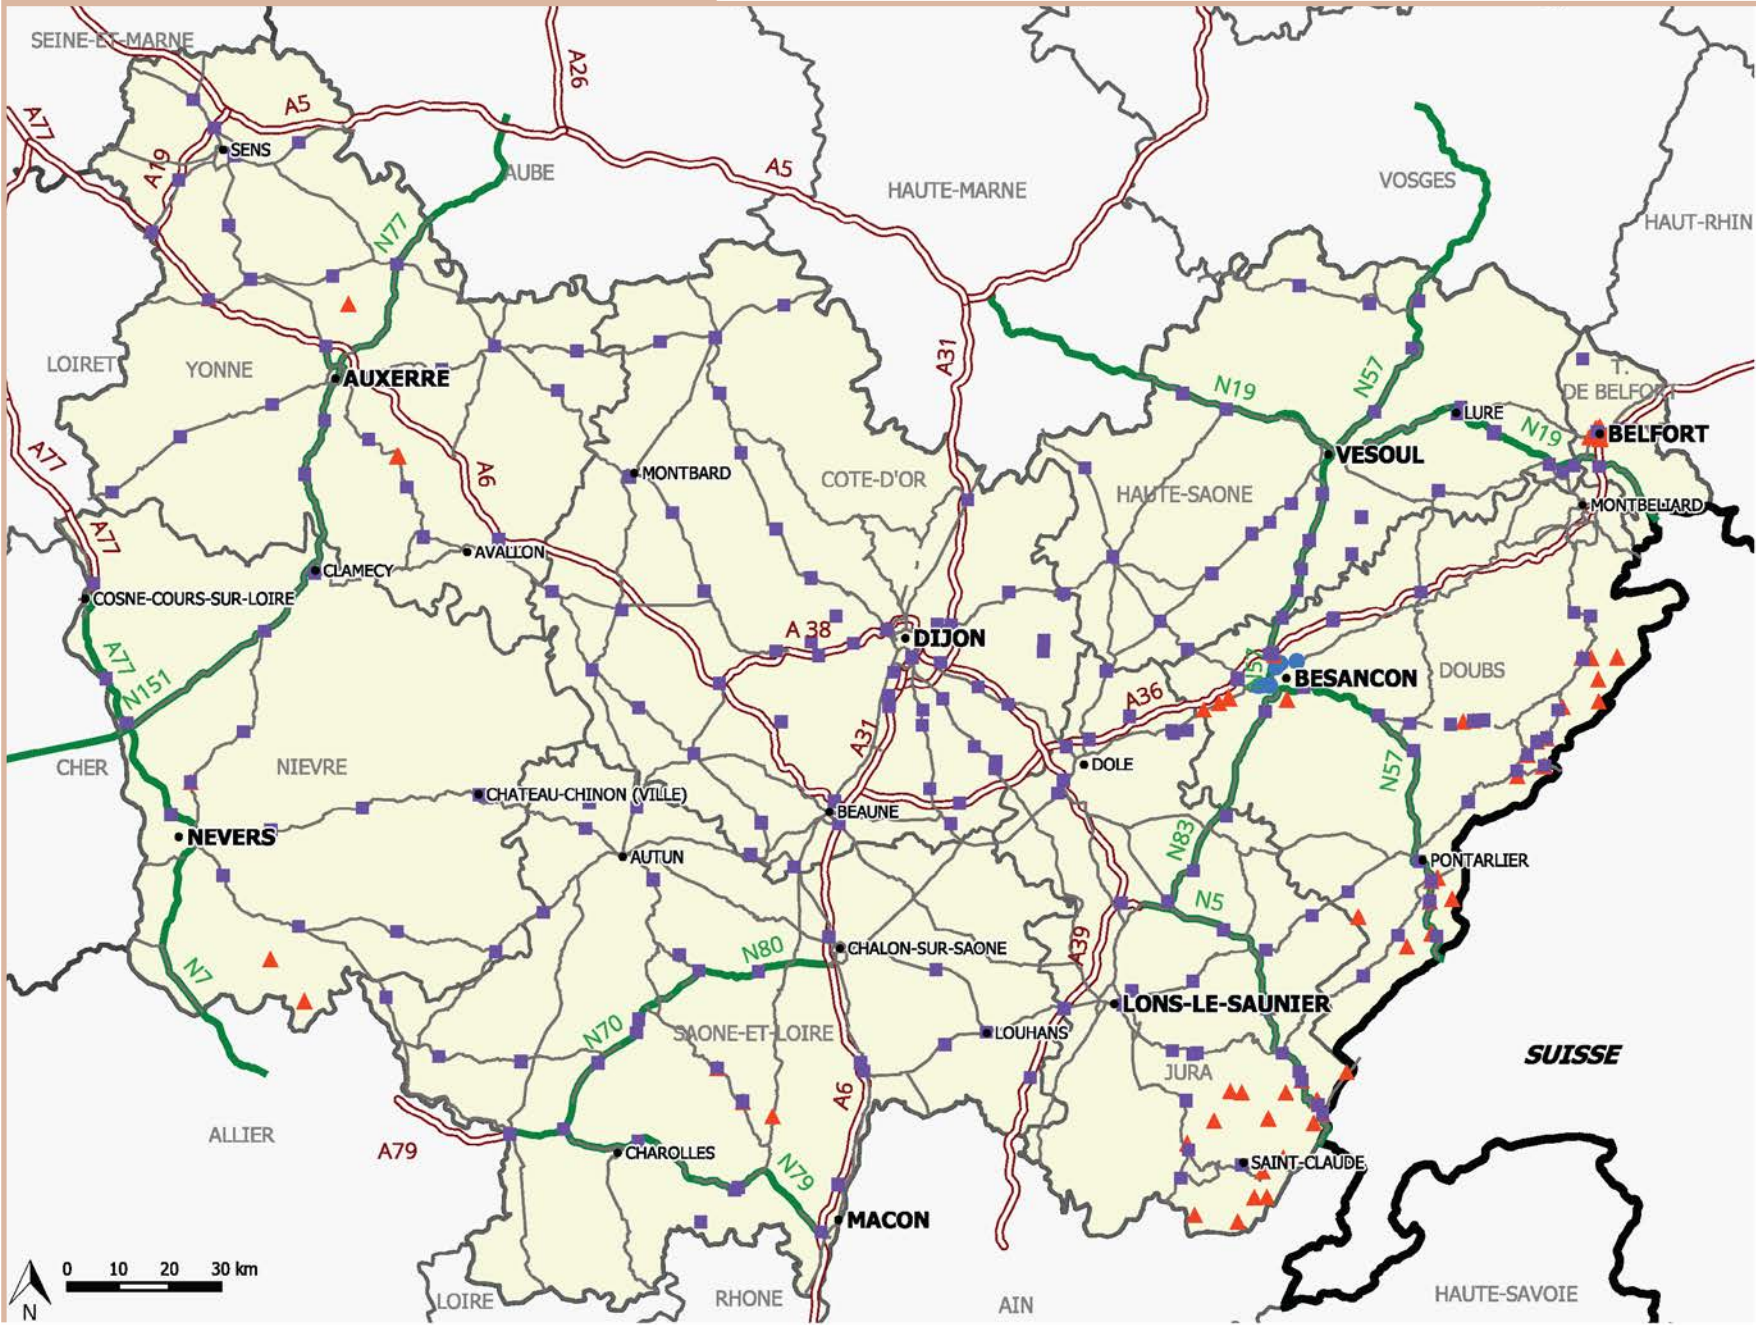 SEINE-ET-MARNE
A26
A5
A77
SENS
A19
AUBE
A5
HAUTE-MARNE
VOSGES
HAUT-RHIN
N77
LOIRET
YONNE
AUXERRE
A31
N19
N57
T.
DE BELFORT
LURE
N19
BELFORT
A77
A6
MONTBARD
COTE-D'OR
VESOUL
HAUTE-SAONE
MONTBELIARD
A77
AVALLON
CLAMECY
COSNE-COURS-SUR-LOIRE
A 38
DIJON
A77
N151
N57
BESANCON
DOUBS
A36
A31
CHER
NIEVRE
DOLE
N57
CHATEAU-CHINON (VILLE)
BEAUNE
NEVERS
N83
AUTUN
PONTARLIER
N5
N80
CHALON-SUR-SAONE
A39
N7
LONS-LE-SAUNIER
N70
SAONE-ET-LOIRE
LOUHANS
SUISSE
JURA
A6
ALLIER
A79
CHAROLLES
N79
SAINT-CLAUDE
MACON
0 10 20 30 km
N
LOIRE
RHONE
AIN
HAUTE-SAVOIE